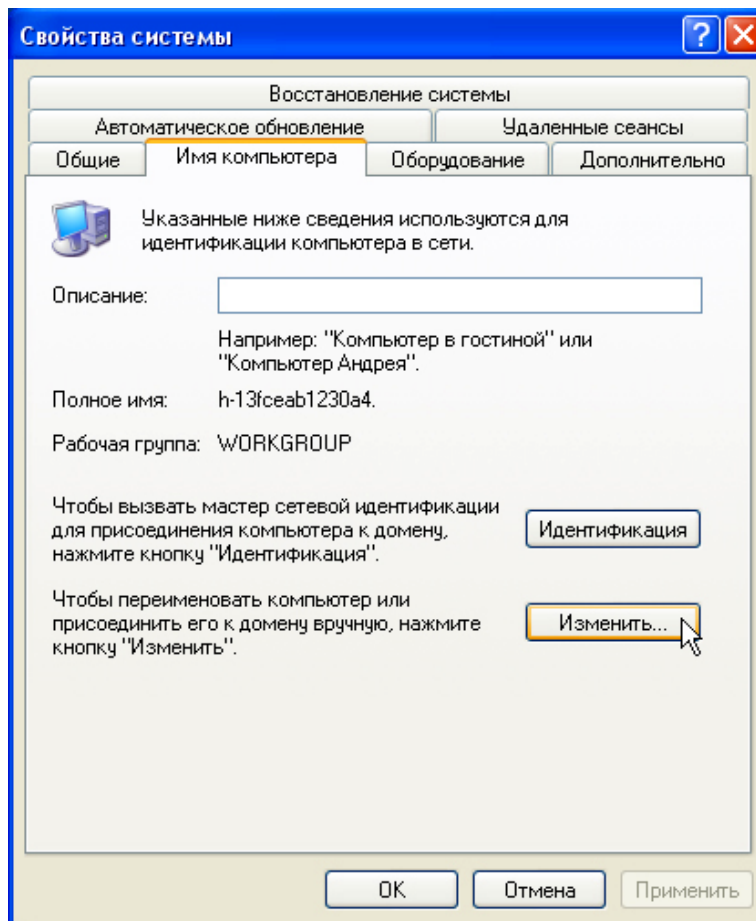 Свойства системы
Восстановление системы
Автоматическое обновление
Удаленные сеансы
Общие
Имя компьютера
Оборудование
Дополнительно
Указанные ниже сведения используются для
идентификации компьютера в сети.
Описание:
Например: "Компьютер в гостиной" или
"Компьютер Андрея".
Полное имя: h-13fceab1230a4.
Рабочая группа: WORKGROUP
Чтобы вызвать мастер сетевой идентификации
для присоединения компьютера к домену,
нажмите кнопку "Идентификация".
Идентификация
Чтобы переименовать компьютер или
присоединить его к домену вручную, нажмите
кнопку "Изменить".
Изменить...
OK
Отмена
Применить